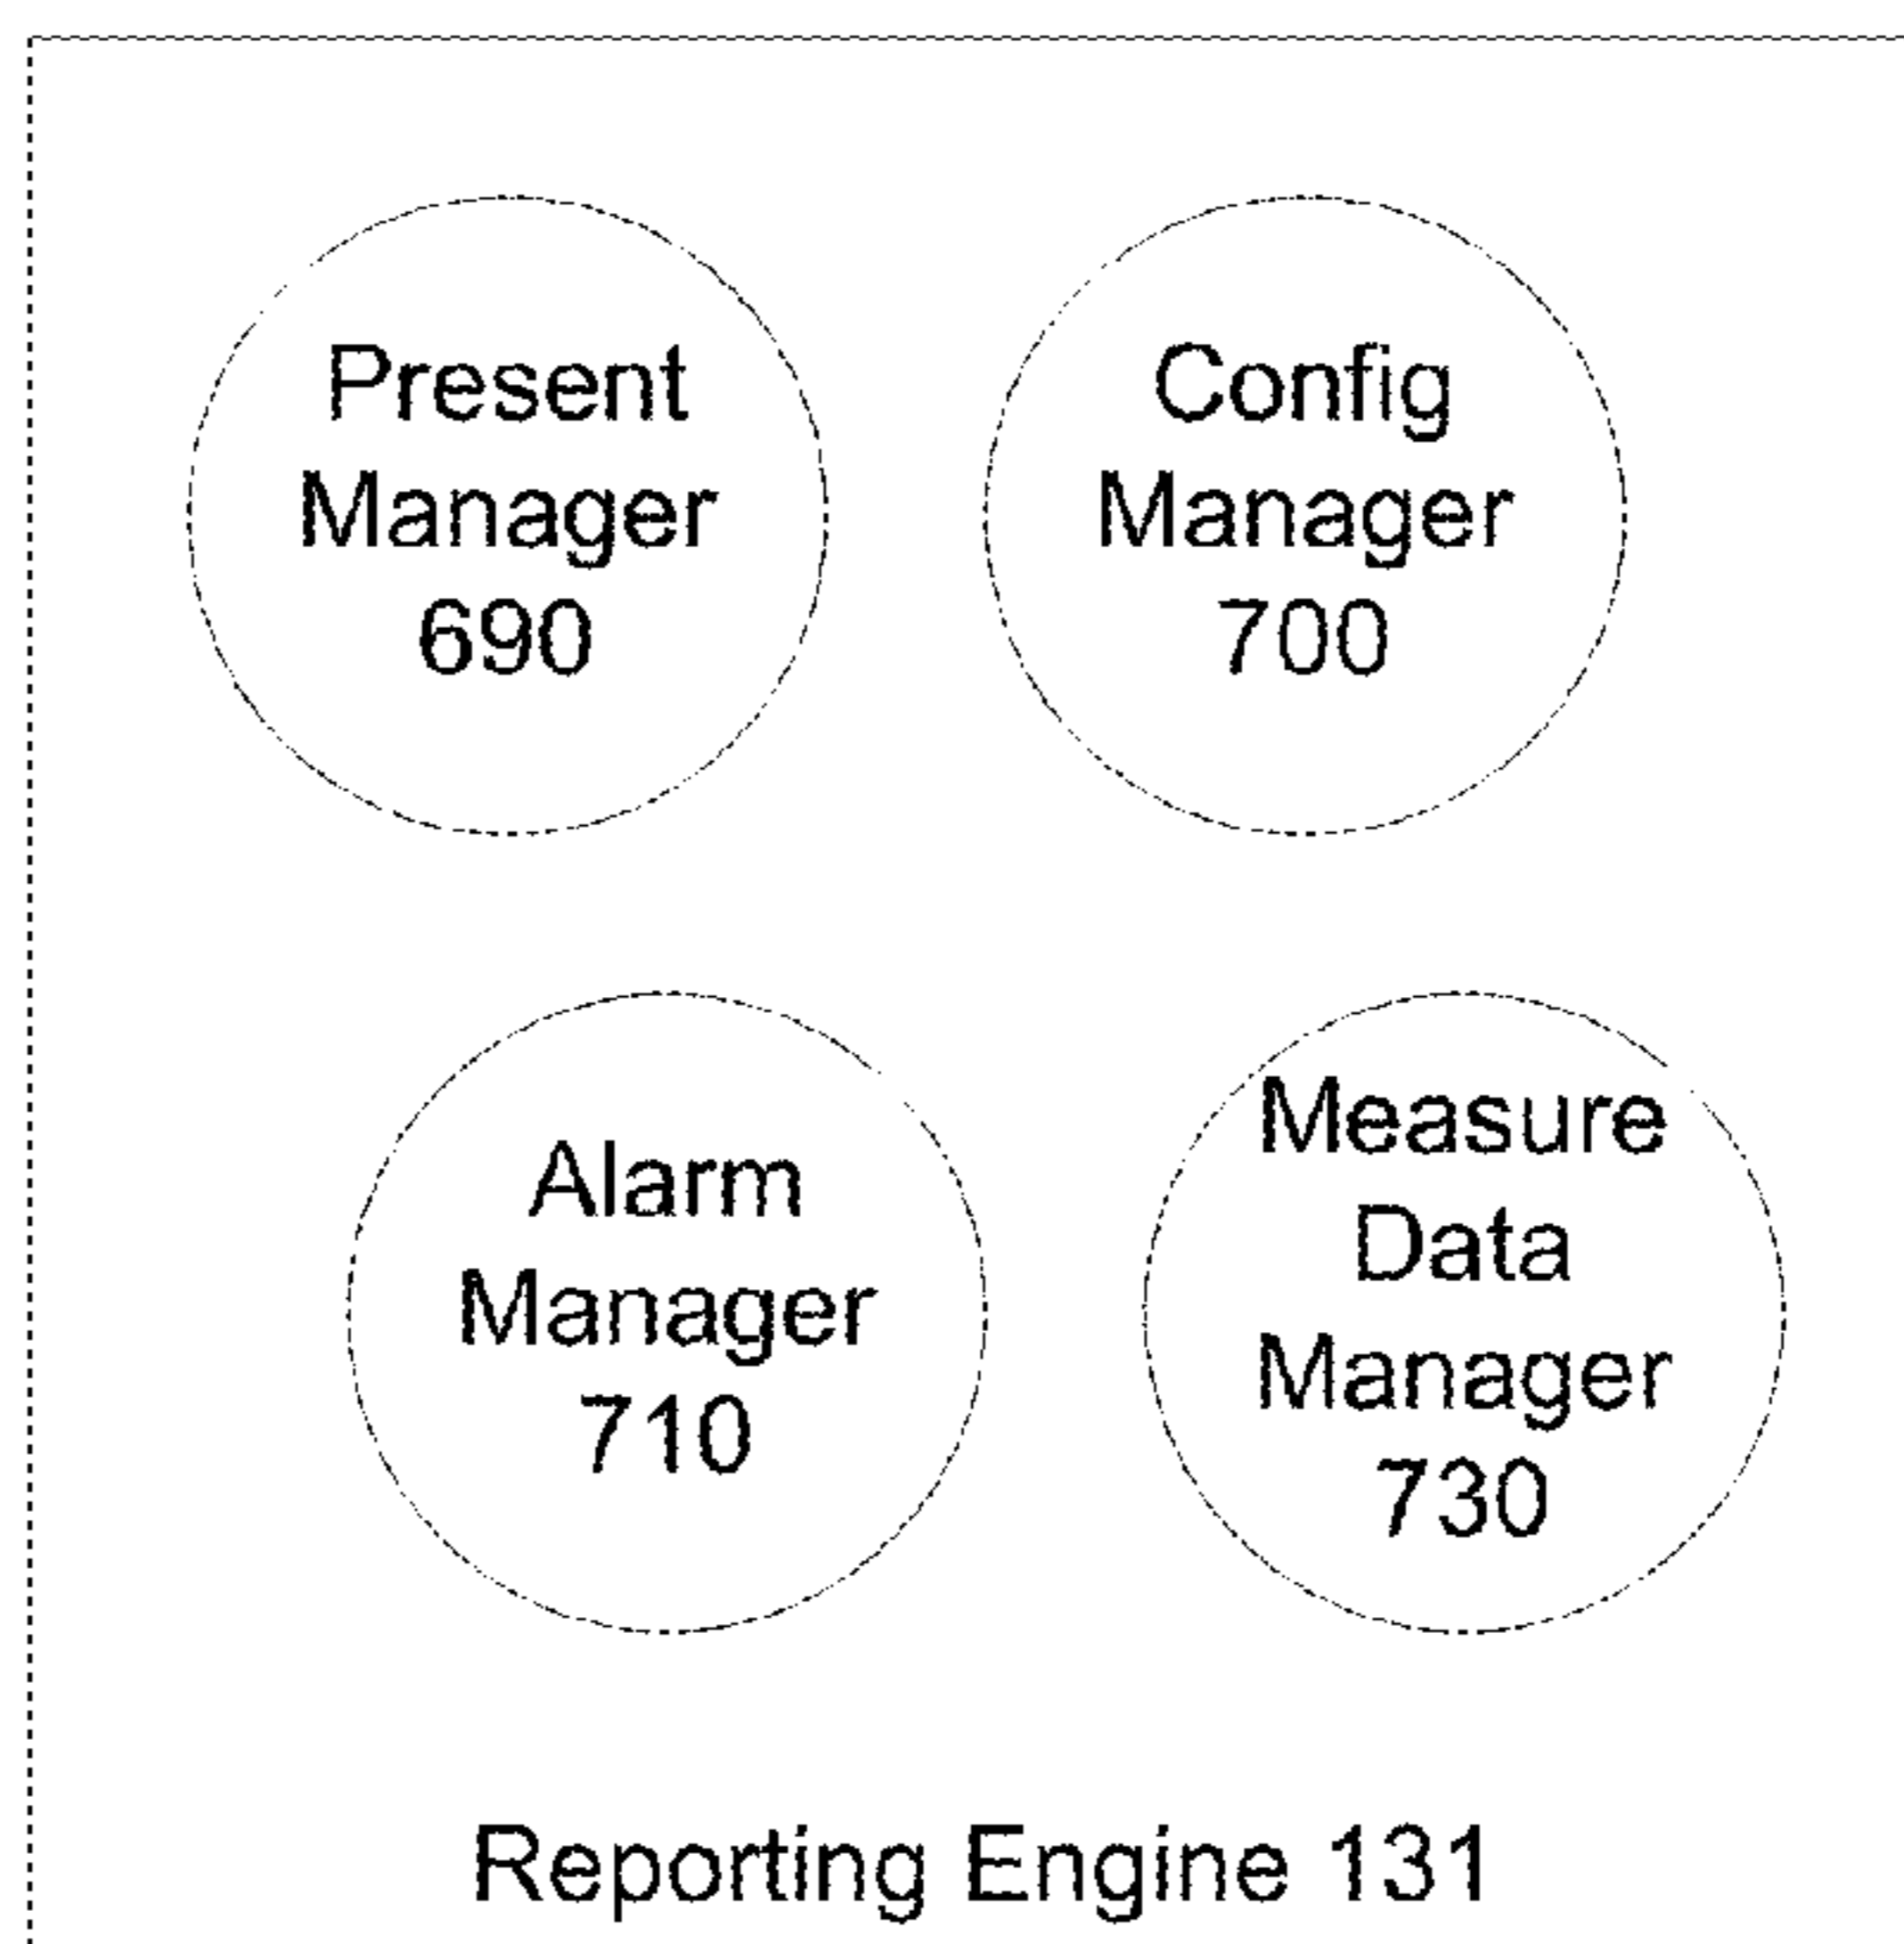 Present
Manager
690
Config
Manager
700
Alarm
Manager
710
Measure
Data
Manager
730
Reporting Engine 131